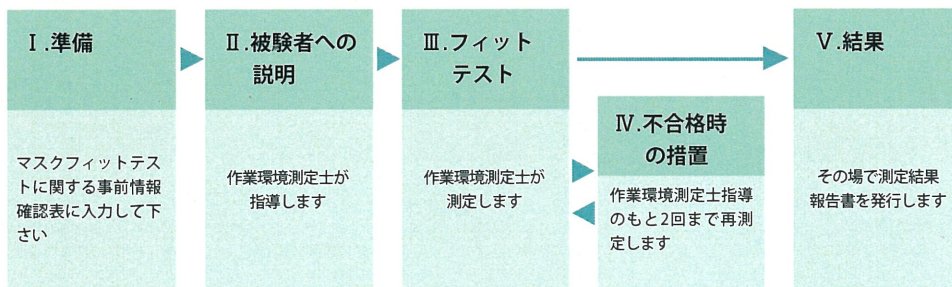 Ⅰ.準備
マスクフィットテス
トに関する事前情報
確認表に入力して下
さい
Ⅱ.被験者への
説明
作業環境測定士が
指導します
Ⅲ.フィット
テスト
作業環境測定士が
測定します
Ⅳ.不合格時
の措置
作業環境測定士指導
のもと2回まで再測
定します
Ⅴ.結果
その場で測定結果
報告書を発行します